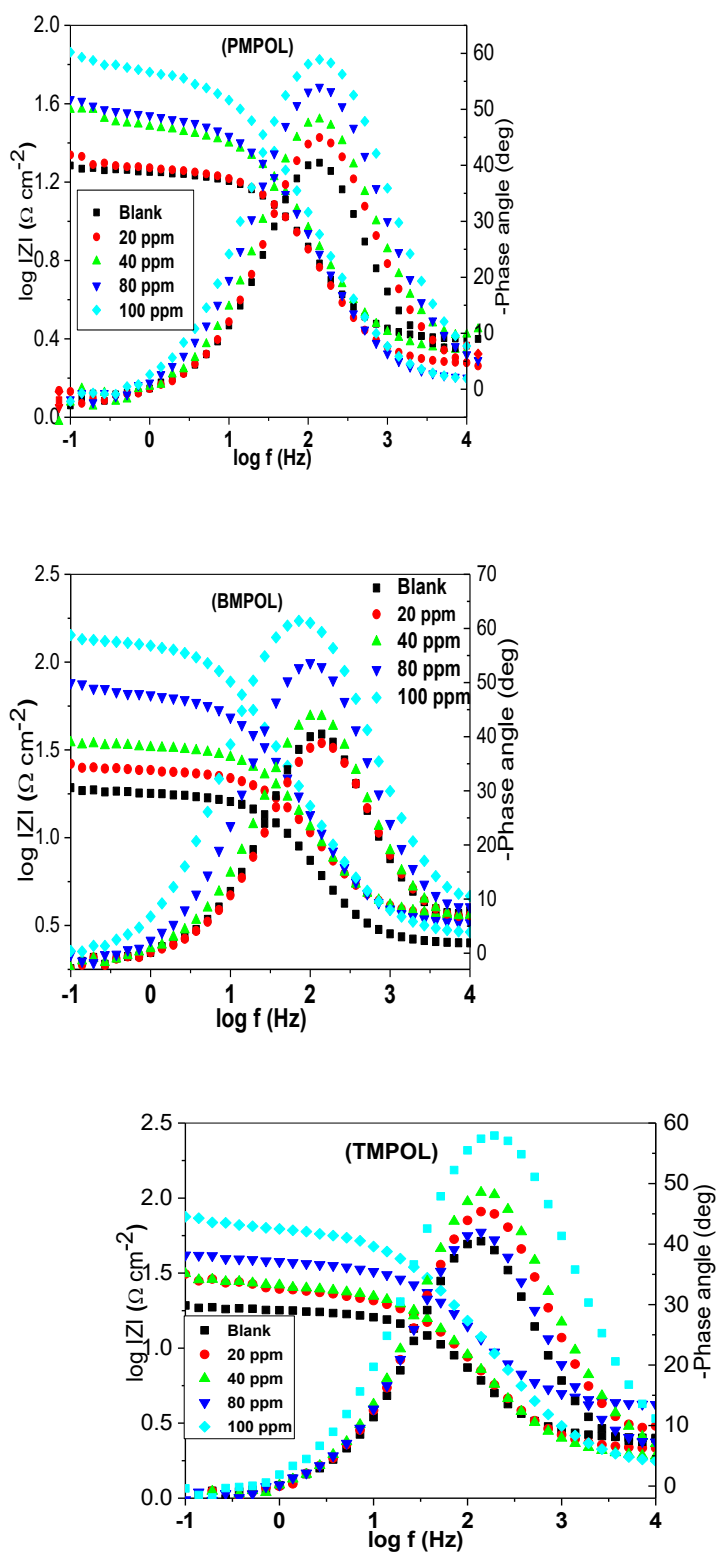 (PMPOL)
log |Z| (Ω cm⁻²)
2.0
1.6
1.2
0.8
0.4
0.0
Blank
20 ppm
40 ppm
80 ppm
100 ppm
60
50
40
30
20
10
0
-Phase angle (deg)
-1 0 1 2 3 4
log f (Hz)
(BMPOL)
log |Z| (Ω cm⁻²)
2.5
2.0
1.5
1.0
0.5
Blank
20 ppm
40 ppm
80 ppm
100 ppm
70
60
50
40
30
20
10
0
-Phase angle (deg)
-1 0 1 2 3 4
log f (Hz)
(TMPOL)
log |Z| (Ω cm⁻²)
2.5
2.0
1.5
1.0
0.5
0.0
Blank
20 ppm
40 ppm
80 ppm
100 ppm
60
50
40
30
20
10
0
-Phase angle (deg)
-1 0 1 2 3 4
log f (Hz)